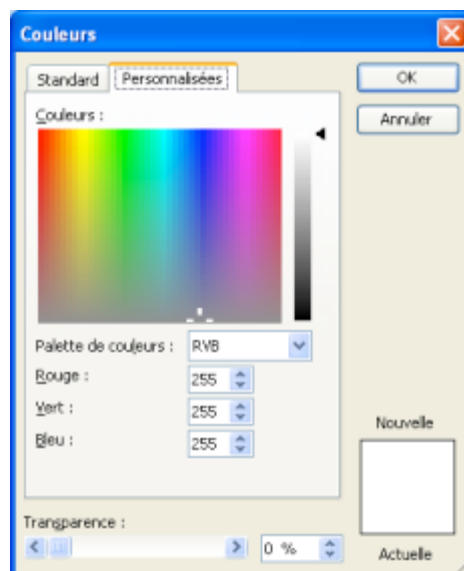 Couleurs
Standard
Personnalisées
OK
Annuler
Couleurs :
Palette de couleurs :
RVB
Rouge :
255
Vert :
255
Bleu :
255
Nouvelle
Transparence :
0 %
Actuelle